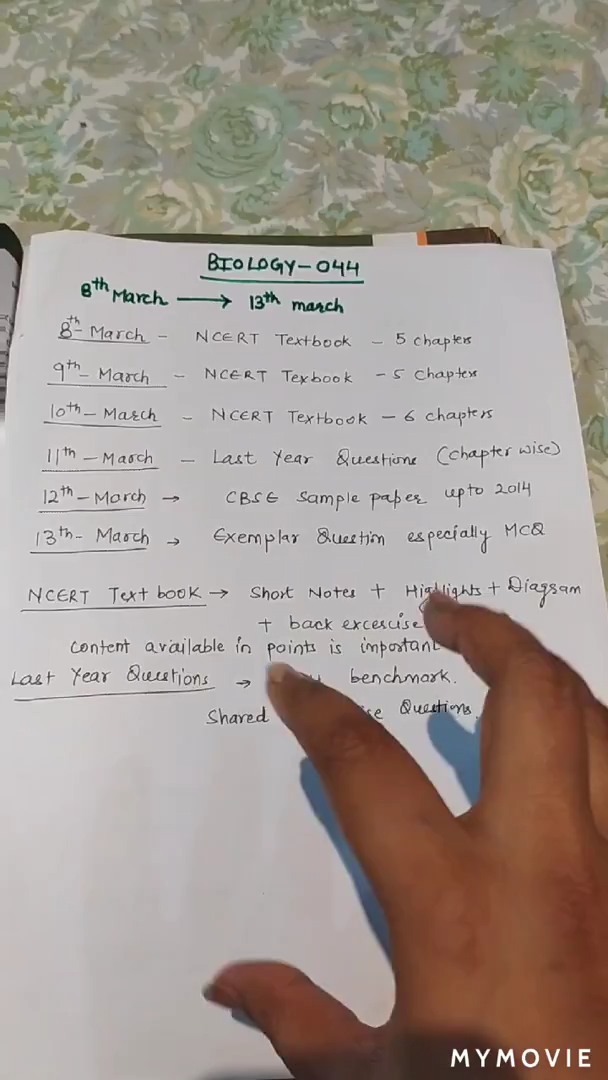 BIOLOGY-044
8th March → 13th march
8th- March - NCERT Textbook - 5 chapters
9th- March - NCERT Texbook - 5 Chapters
10th- March - NCERT Textbook - 6 chapters
11th - March - Last Year Questions (chapter wise)
12th - March → CBSE Sample paper upto 2014
13th- March → Exemplar Question especially MCQ
NCERT Text book → Short Notes + Highlights + Diagram
+ back excercise
Content available in points is important
Last Year Questions → benchmark.
Shared Questions.
MYMOVIE